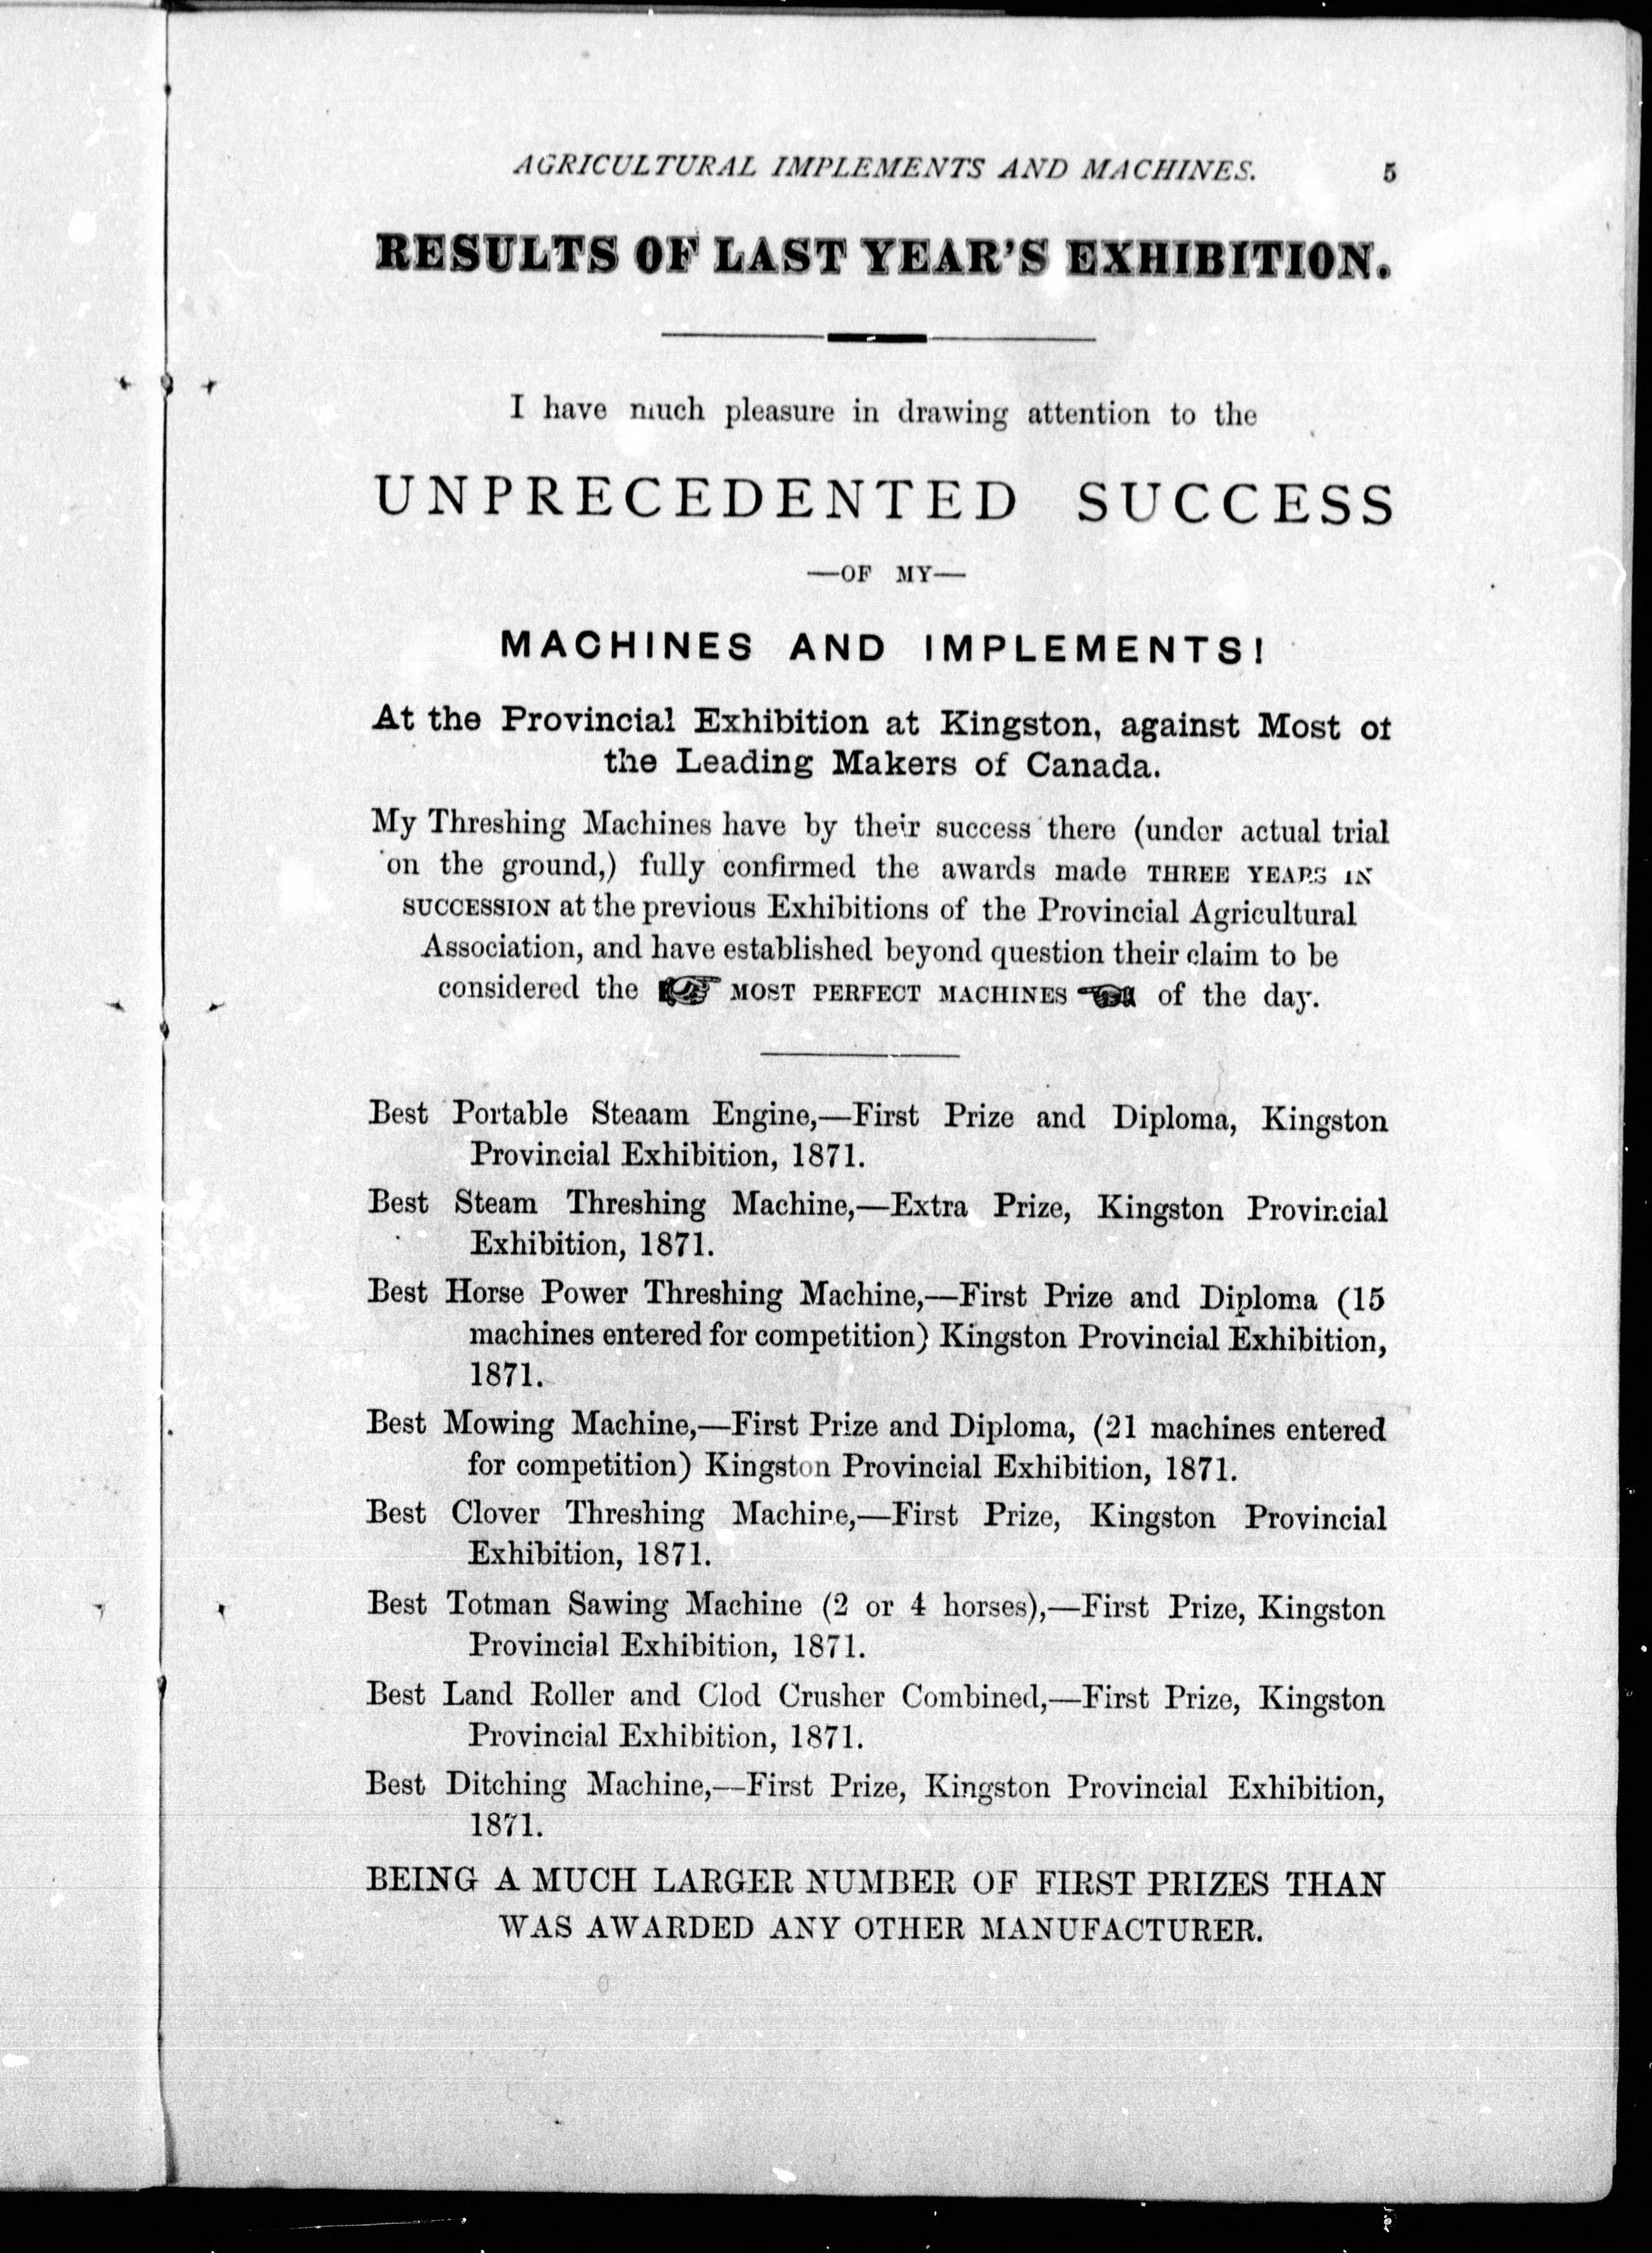 AGRICULTURAL IMPLEMENTS AND MACHINES. 5
RESULTS OF LAST YEAR'S EXHIBITION.
I have much pleasure in drawing attention to the
UNPRECEDENTED SUCCESS
—OF MY—
MACHINES AND IMPLEMENTS!
At the Provincial Exhibition at Kingston, against Most of
the Leading Makers of Canada.
My Threshing Machines have by their success there (under actual trial
on the ground,) fully confirmed the awards made THREE YEARS IN
SUCCESSION at the previous Exhibitions of the Provincial Agricultural
Association, and have established beyond question their claim to be
considered the ☞ MOST PERFECT MACHINES ☜ of the day.
Best Portable Steaam Engine,—First Prize and Diploma, Kingston
Provincial Exhibition, 1871.
Best Steam Threshing Machine,—Extra Prize, Kingston Provincial
Exhibition, 1871.
Best Horse Power Threshing Machine,—First Prize and Diploma (15
machines entered for competition) Kingston Provincial Exhibition,
1871.
Best Mowing Machine,—First Prize and Diploma, (21 machines entered
for competition) Kingston Provincial Exhibition, 1871.
Best Clover Threshing Machine,—First Prize, Kingston Provincial
Exhibition, 1871.
Best Totman Sawing Machine (2 or 4 horses),—First Prize, Kingston
Provincial Exhibition, 1871.
Best Land Roller and Clod Crusher Combined,—First Prize, Kingston
Provincial Exhibition, 1871.
Best Ditching Machine,—First Prize, Kingston Provincial Exhibition,
1871.
BEING A MUCH LARGER NUMBER OF FIRST PRIZES THAN
WAS AWARDED ANY OTHER MANUFACTURER.